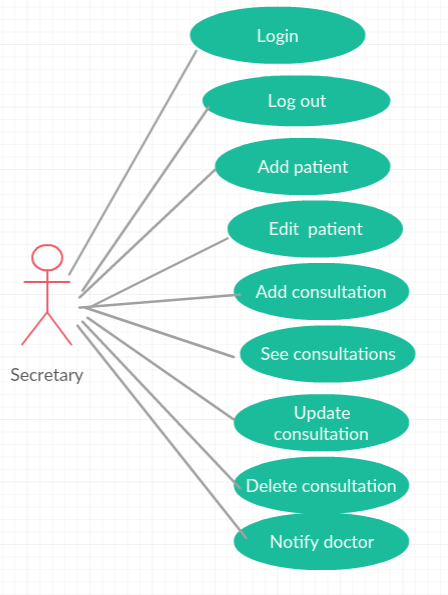 Login
Log out
Add patient
Edit patient
Add consultation
See consultations
Update
consultation
Delete consultation
Notify doctor
Secretary